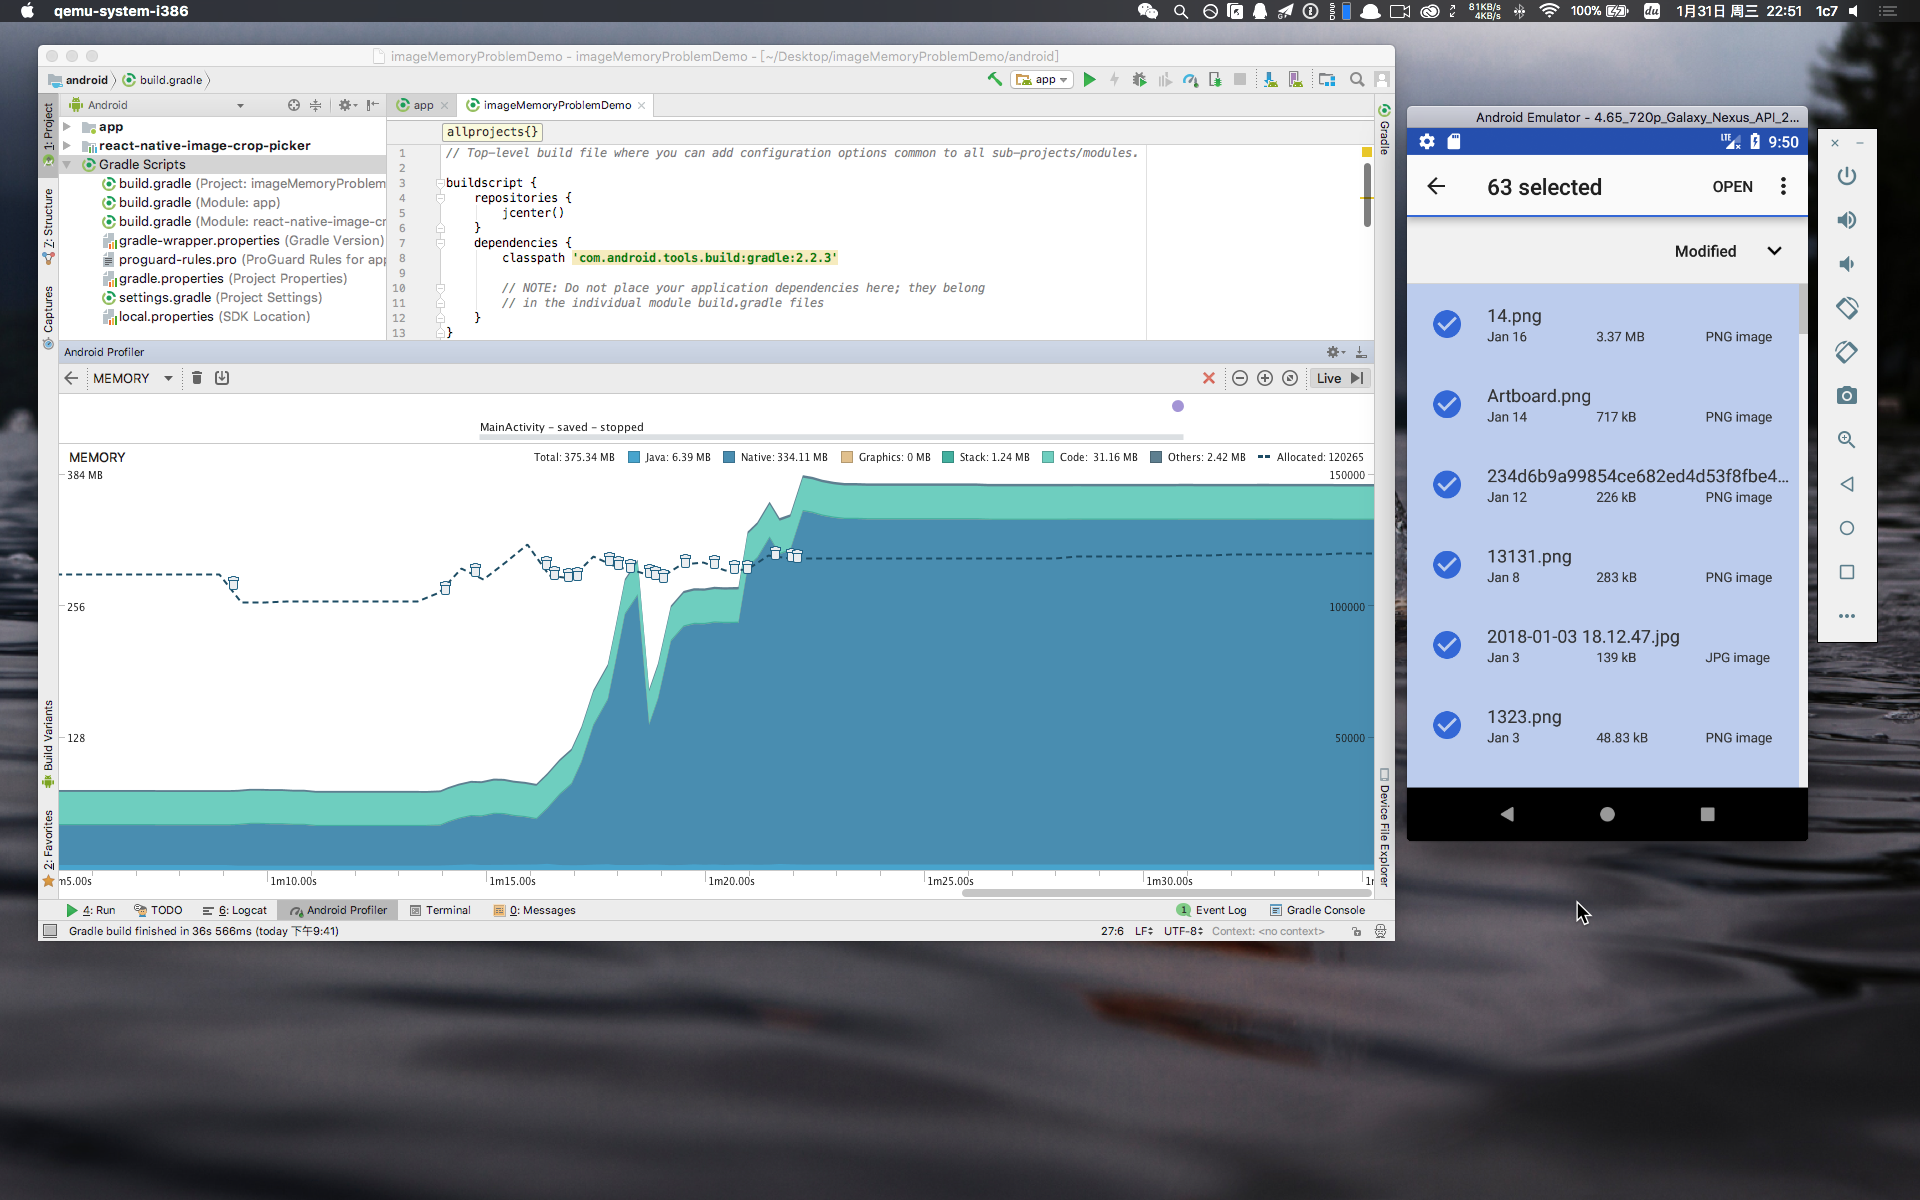 qemu-system-i386
81KB/s
4KB/s
100%
du
1月31日 周三 22:51
1c7
imageMemoryProblemDemo - imageMemoryProblemDemo - [~/Desktop/imageMemoryProblemDemo/android]
android
build.gradle
app
1: Project
Z: Structure
Captures
Build Variants
2: Favorites
Android
app
react-native-image-crop-picker
Gradle Scripts
build.gradle (Project: imageMemoryProblem
build.gradle (Module: app)
build.gradle (Module: react-native-image-cr
gradle-wrapper.properties (Gradle Version)
proguard-rules.pro (ProGuard Rules for app
gradle.properties (Project Properties)
settings.gradle (Project Settings)
local.properties (SDK Location)
app
imageMemoryProblemDemo
allprojects{}
1 // Top-level build file where you can add configuration options common to all sub-projects/modules.
2
3 buildscript {
4 repositories {
5 jcenter()
6 }
7 dependencies {
8 classpath 'com.android.tools.build:gradle:2.2.3'
9
10 // NOTE: Do not place your application dependencies here; they belong
11 // in the individual module build.gradle files
12 }
13 }
Gradle
Device File Explorer
Android Profiler
MEMORY
Live
MainActivity - saved - stopped
MEMORY
Total: 375.34 MB
Java: 6.39 MB
Native: 334.11 MB
Graphics: 0 MB
Stack: 1.24 MB
Code: 31.16 MB
Others: 2.42 MB
Allocated: 120265
384 MB
150000
256
100000
128
50000
m5.00s
1m10.00s
1m15.00s
1m20.00s
1m25.00s
1m30.00s
4: Run
TODO
6: Logcat
Android Profiler
Terminal
0: Messages
1 Event Log
Gradle Console
Gradle build finished in 36s 566ms (today 下午9:41)
27:6
LF
UTF-8
Context: <no context>
Android Emulator - 4.65_720p_Galaxy_Nexus_API_2...
LTE
9:50
63 selected
OPEN
Modified
14.png
Jan 16 3.37 MB PNG image
Artboard.png
Jan 14 717 kB PNG image
234d6b9a99854ce682ed4d53f8fbe4...
Jan 12 226 kB PNG image
13131.png
Jan 8 283 kB PNG image
2018-01-03 18.12.47.jpg
Jan 3 139 kB JPG image
1323.png
Jan 3 48.83 kB PNG image